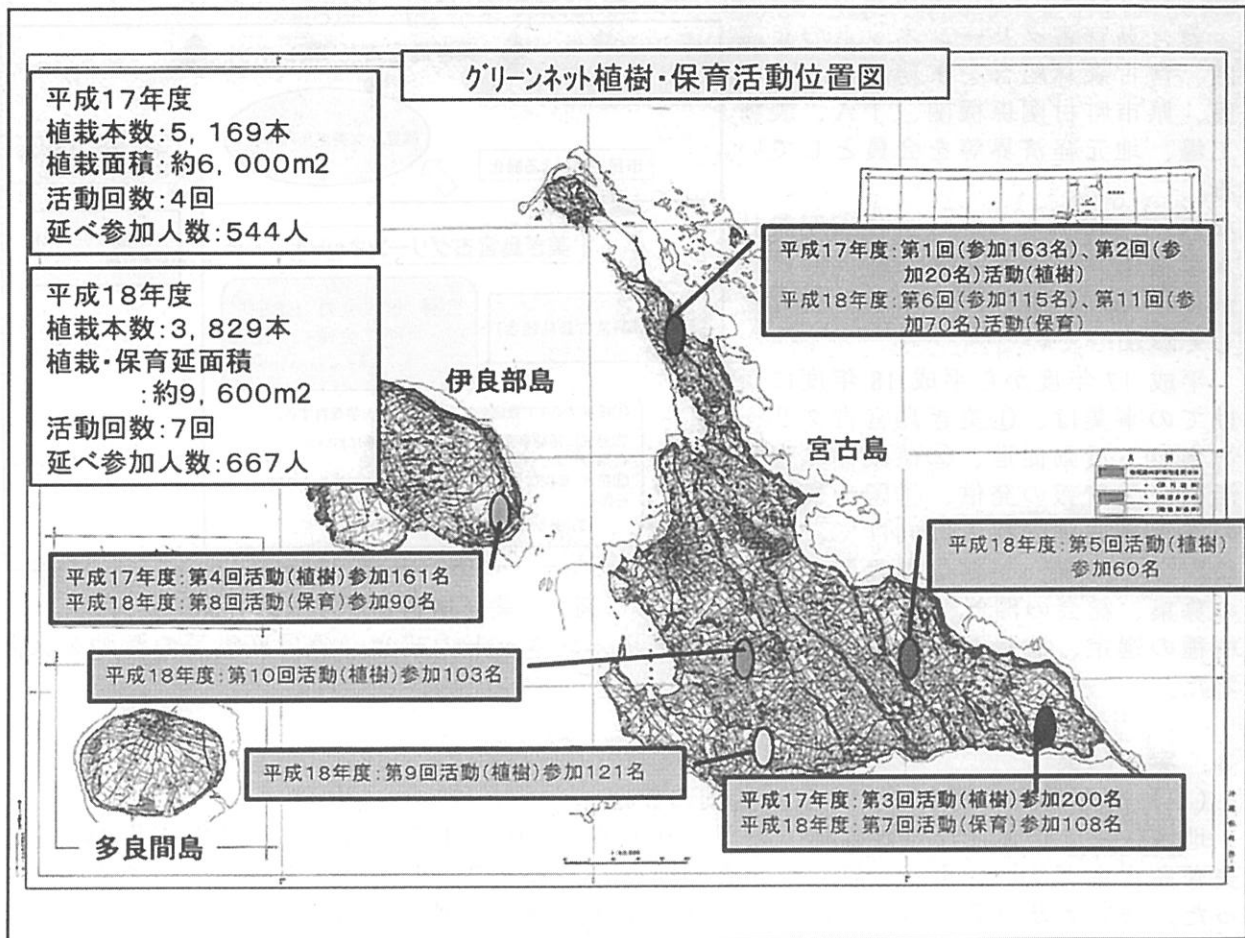 グリーンネット植樹・保育活動位置図
平成17年度
植栽本数:5,169本
植栽面積:約6,000m2
活動回数:4回
延べ参加人数:544人
平成18年度
植栽本数:3,829本
植栽・保育延面積
:約9,600m2
活動回数:7回
延べ参加人数:667人
平成17年度:第1回(参加163名)、第2回(参
加20名)活動(植樹)
平成18年度:第6回(参加115名)、第11回(参
加70名)活動(保育)
伊良部島
宮古島
平成18年度:第5回活動(植樹)
参加60名
平成17年度:第4回活動(植樹)参加161名
平成18年度:第8回活動(保育)参加90名
平成18年度:第10回活動(植樹)参加103名
平成18年度:第9回活動(植樹)参加121名
平成17年度:第3回活動(植樹)参加200名
平成18年度:第7回活動(保育)参加108名
多良間島